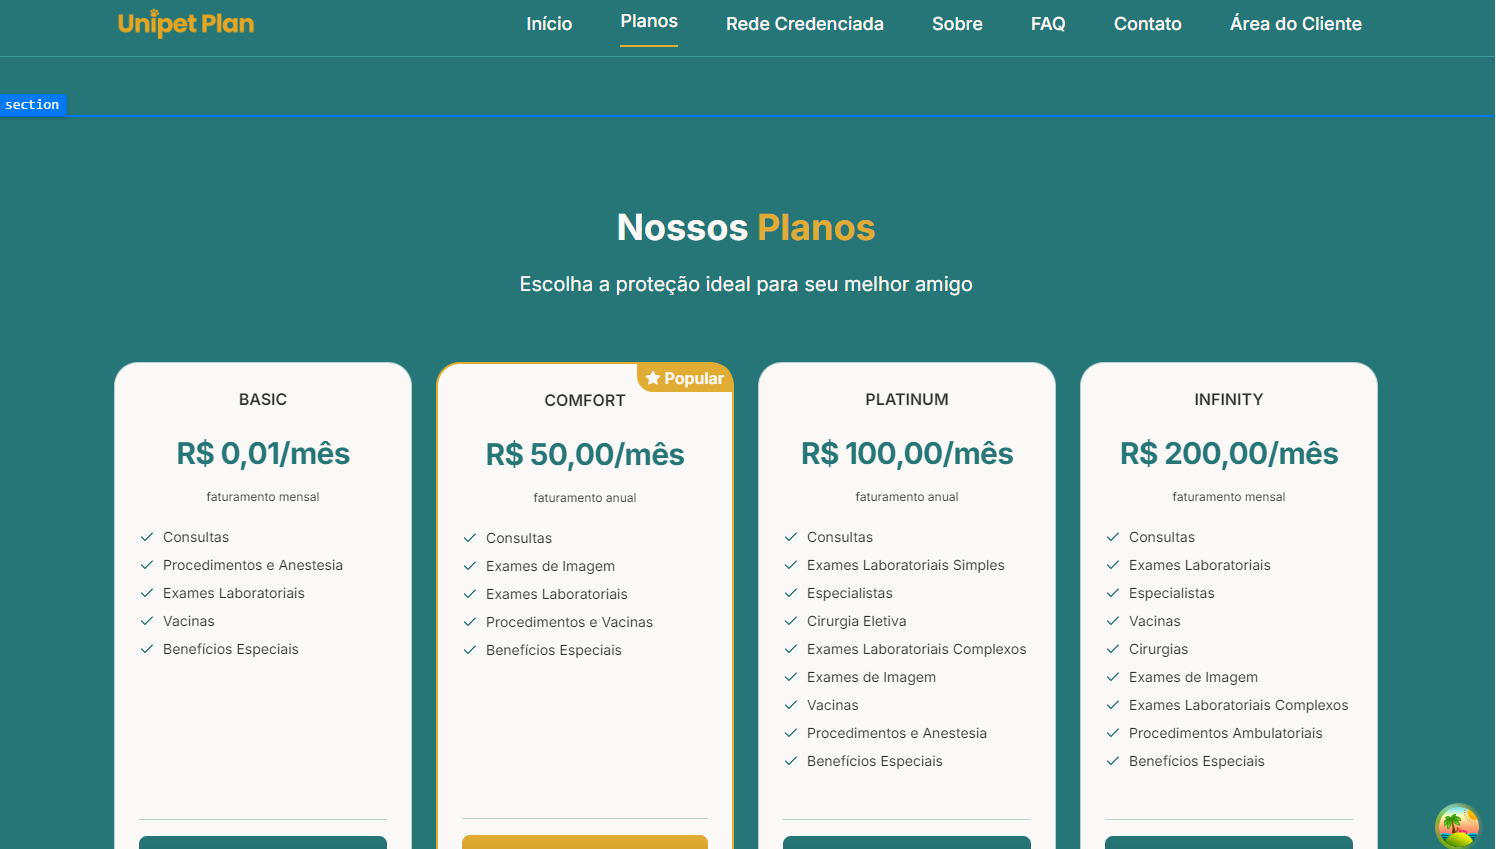 Unipet Plan
Início
Planos
Rede Credenciada
Sobre
FAQ
Contato
Área do Cliente
section
Nossos Planos
Escolha a proteção ideal para seu melhor amigo
BASIC
R$ 0,01/mês
faturamento mensal
Consultas
Procedimentos e Anestesia
Exames Laboratoriais
Vacinas
Benefícios Especiais
Popular
COMFORT
R$ 50,00/mês
faturamento anual
Consultas
Exames de Imagem
Exames Laboratoriais
Procedimentos e Vacinas
Benefícios Especiais
PLATINUM
R$ 100,00/mês
faturamento anual
Consultas
Exames Laboratoriais Simples
Especialistas
Cirurgia Eletiva
Exames Laboratoriais Complexos
Exames de Imagem
Vacinas
Procedimentos e Anestesia
Benefícios Especiais
INFINITY
R$ 200,00/mês
faturamento mensal
Consultas
Exames Laboratoriais
Especialistas
Vacinas
Cirurgias
Exames de Imagem
Exames Laboratoriais Complexos
Procedimentos Ambulatoriais
Benefícios Especiais